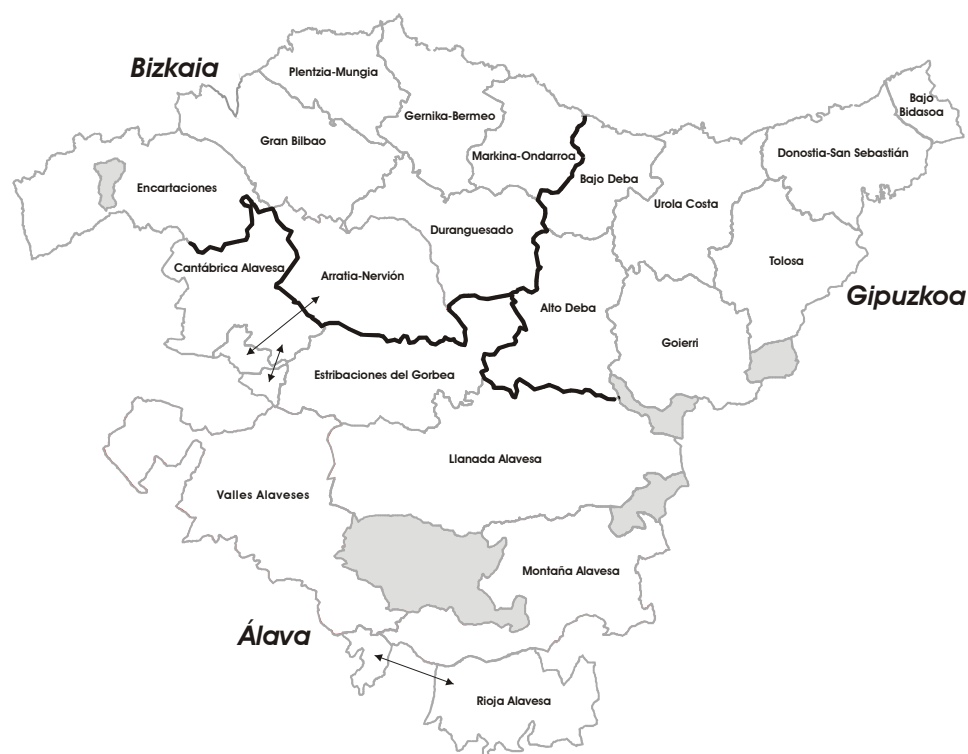 Bizkaia
Plentzia-Mungia
Bajo
Bidasoa
Gernika-Bermeo
Gran Bilbao
Markina-Ondarroa
Donostia-San Sebastián
Bajo Deba
Encartaciones
Urola Costa
Duranguesado
Tolosa
Cantábrica Alavesa
Arratia-Nervión
Gipuzkoa
Alto Deba
Goierri
Estribaciones del Gorbea
Llanada Alavesa
Valles Alaveses
Montaña Alavesa
Álava
Rioja Alavesa